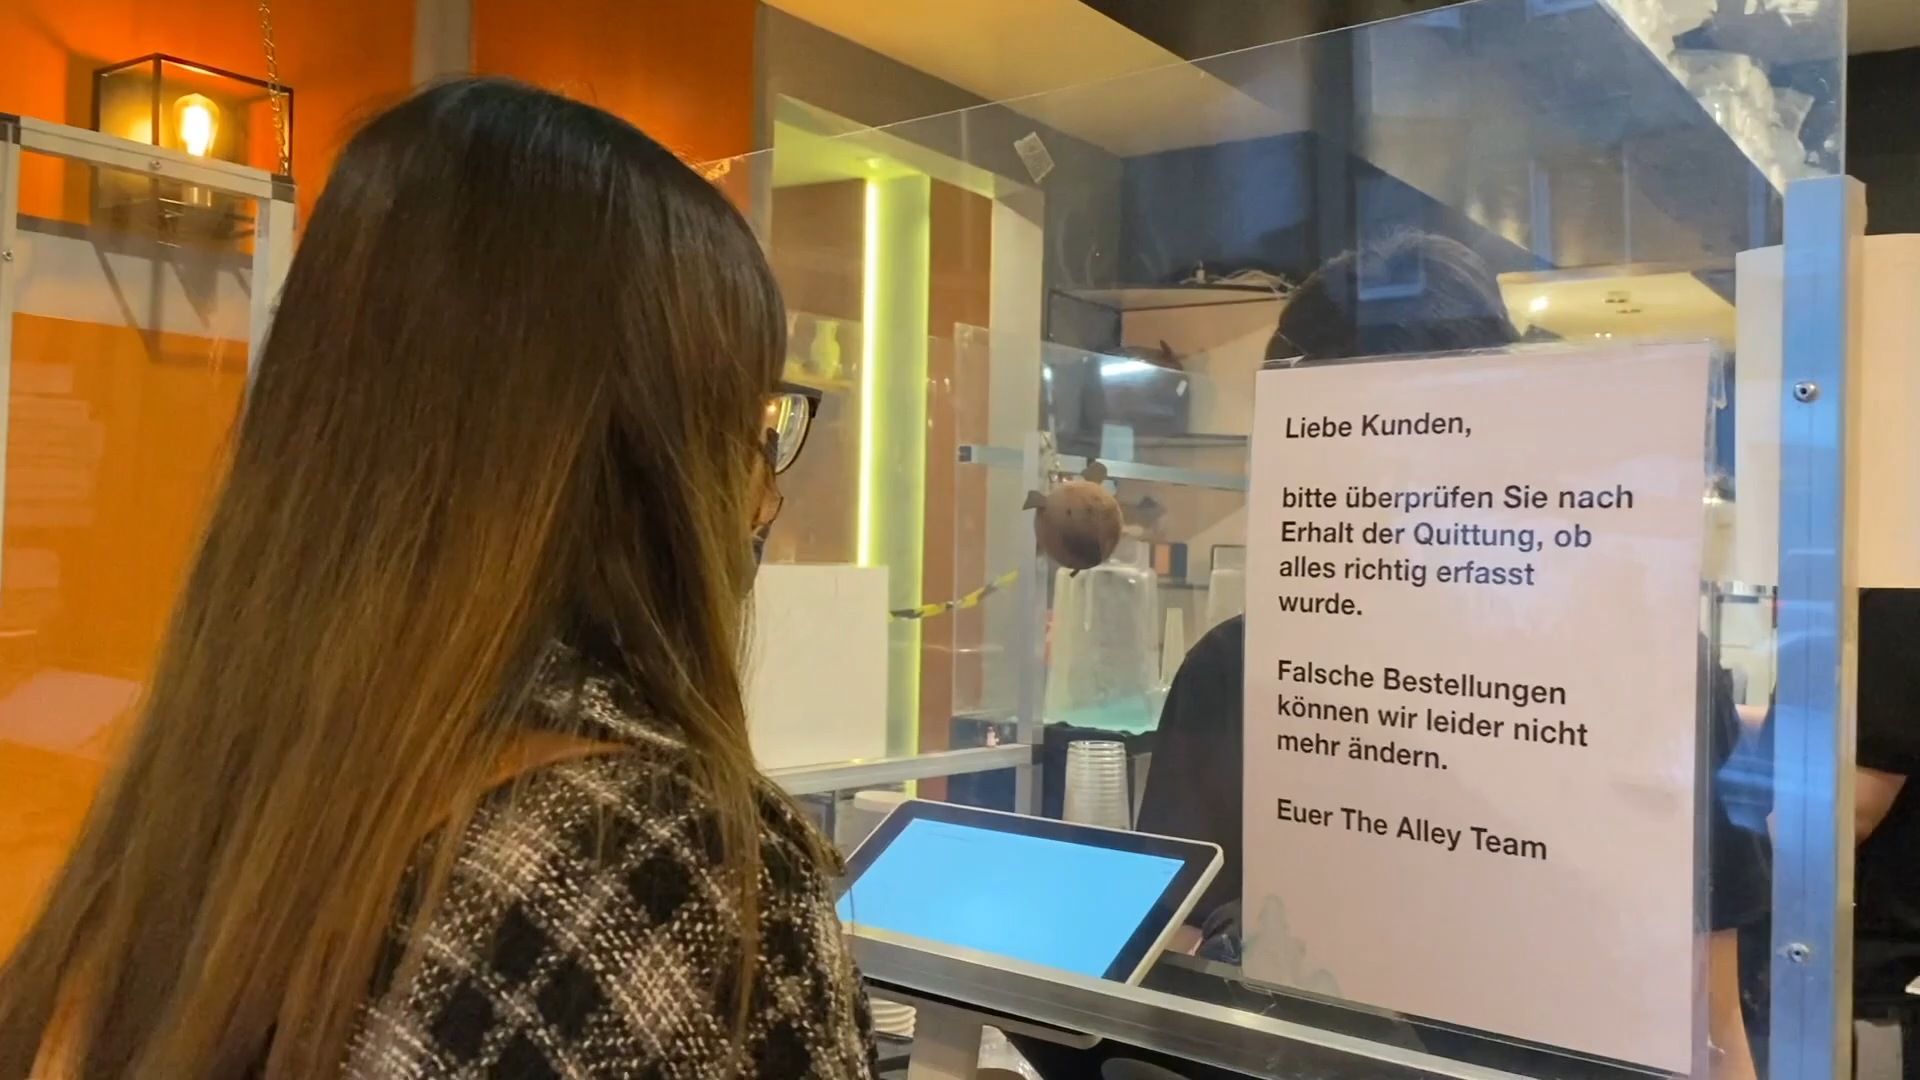 Liebe Kunden,
bitte überprüfen Sie nach
Erhalt der Quittung, ob
alles richtig erfasst
wurde.
Falsche Bestellungen
können wir leider nicht
mehr ändern.
Euer The Alley Team